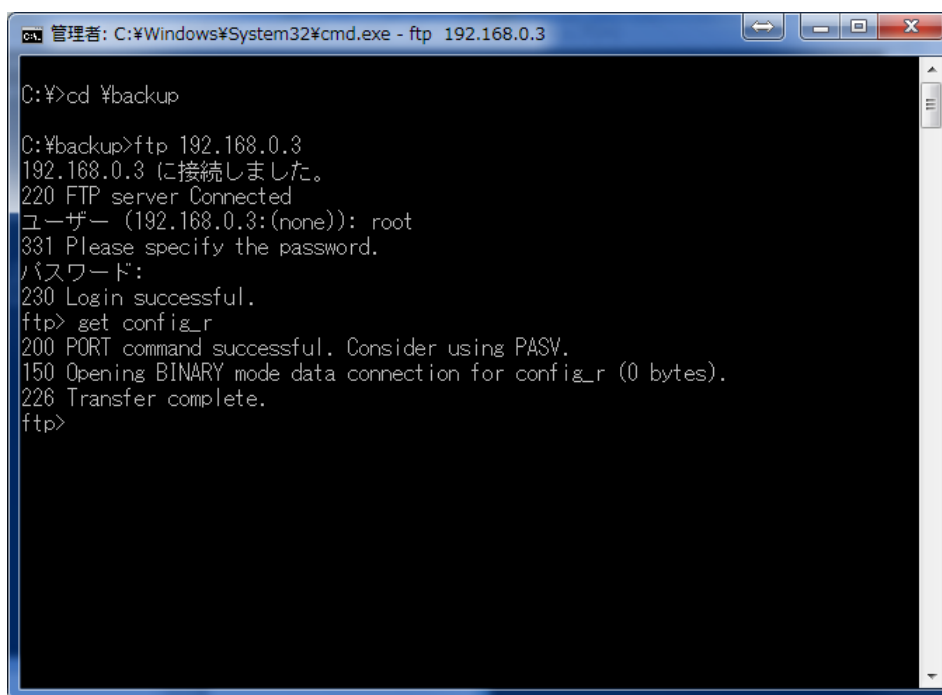 管理者: C:¥Windows¥System32¥cmd.exe - ftp  192.168.0.3
C:¥>cd ¥backup
C:¥backup>ftp 192.168.0.3
192.168.0.3 に接続しました。
220 FTP server Connected
ユーザー (192.168.0.3:(none)): root
331 Please specify the password.
パスワード:
230 Login successful.
ftp> get config_r
200 PORT command successful. Consider using PASV.
150 Opening BINARY mode data connection for config_r (0 bytes).
226 Transfer complete.
ftp>